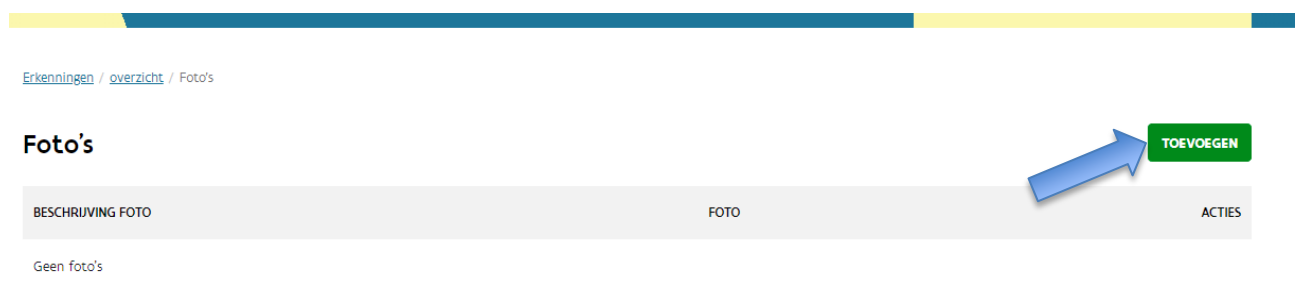 Erkenningen / overzicht / Foto's
Foto's
TOEVOEGEN
BESCHRIJVING FOTO FOTO ACTIES
Geen foto's